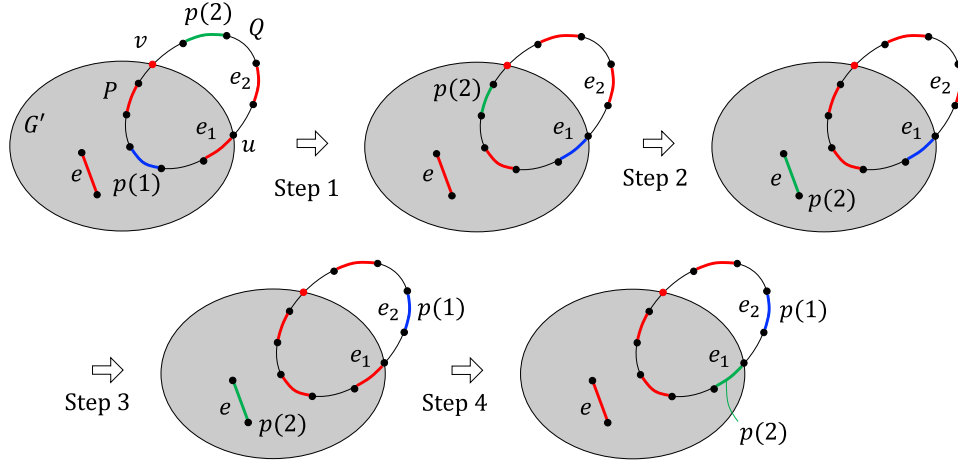 p(2) Q
v
P e₂
p(2) e₂ e₂
G′ e₁ e₁ e₁
u
e p(1) e e
Step 1 Step 2 p(2)
e₂ p(1) e₂ p(1)
e₁ e₁
Step 3 e p(2) Step 4 e
p(2)